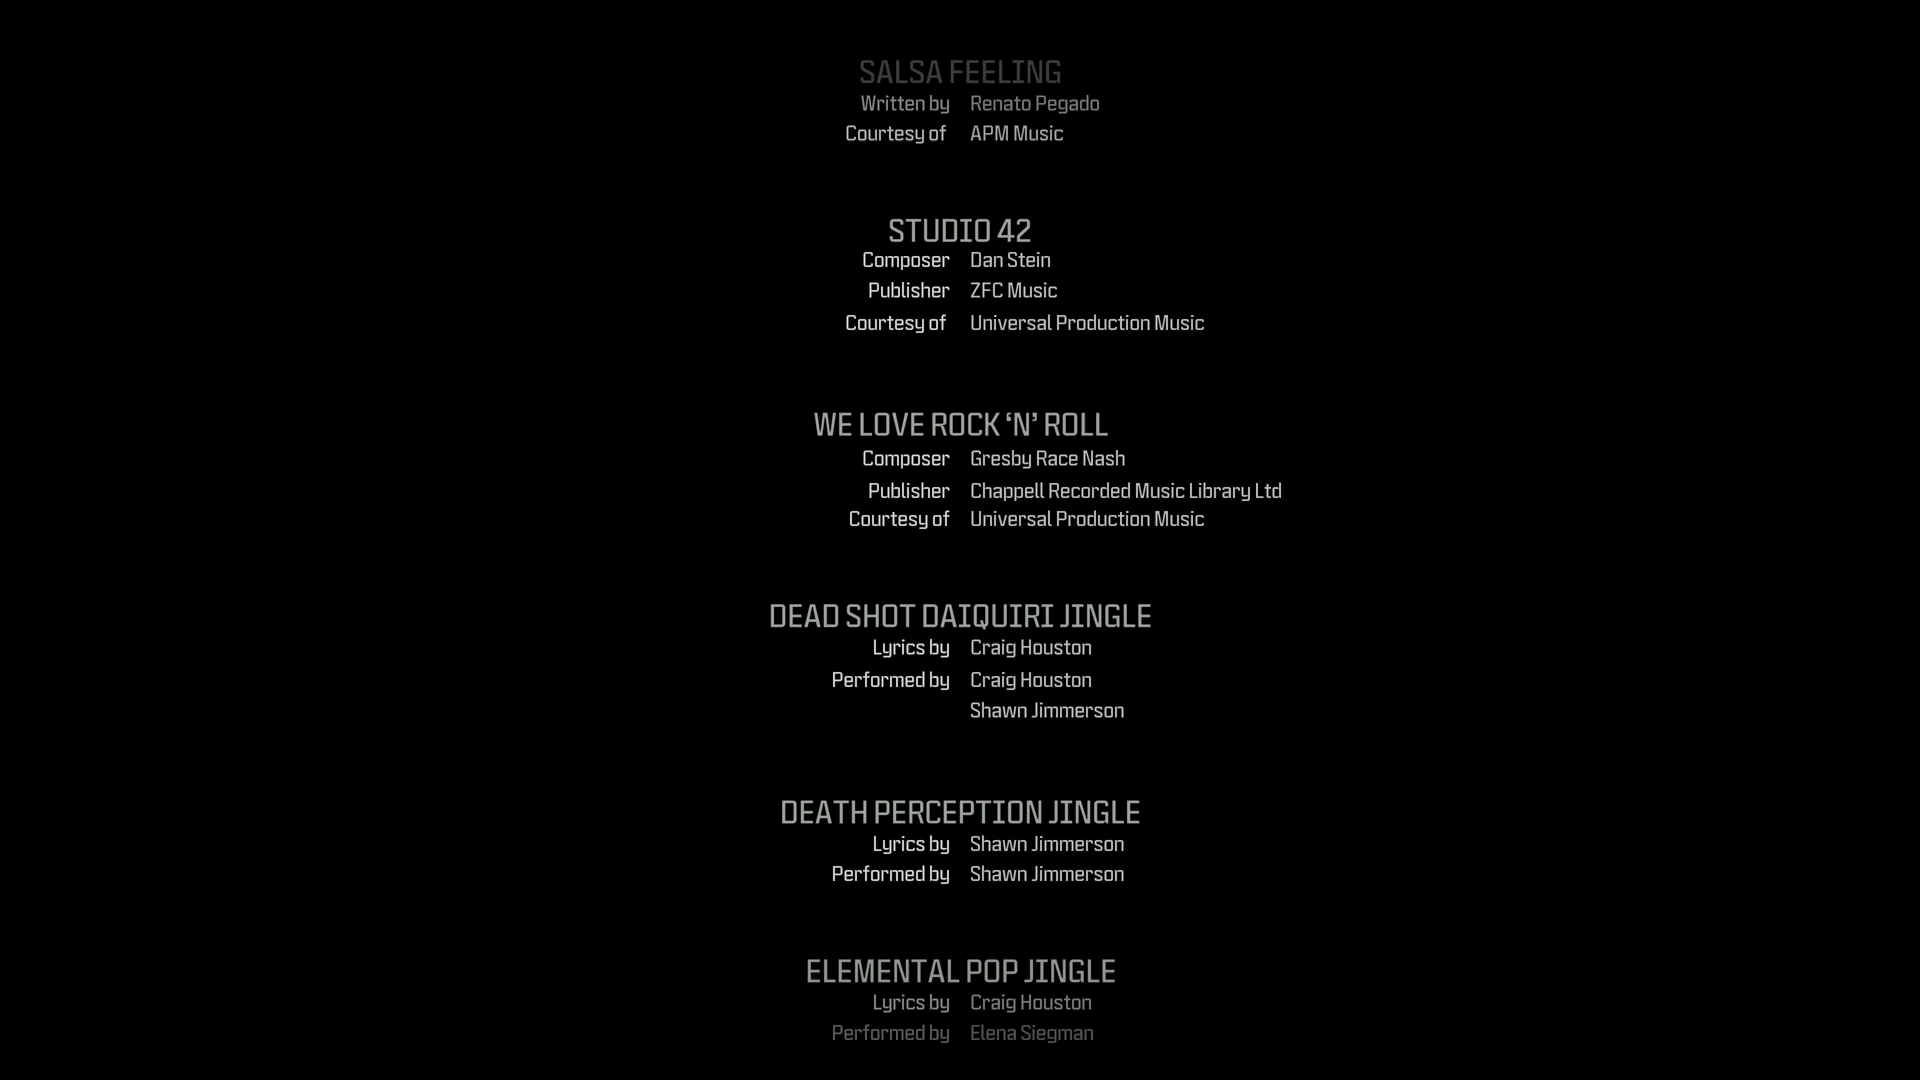 SALSA FEELING
Written by Renato Pegado
Courtesy of APM Music
STUDIO 42
Composer Dan Stein
Publisher ZFC Music
Courtesy of Universal Production Music
WE LOVE ROCK ‘N’ ROLL
Composer Gresby Race Nash
Publisher Chappell Recorded Music Library Ltd
Courtesy of Universal Production Music
DEAD SHOT DAIQUIRI JINGLE
Lyrics by Craig Houston
Performed by Craig Houston
Shawn Jimmerson
DEATH PERCEPTION JINGLE
Lyrics by Shawn Jimmerson
Performed by Shawn Jimmerson
ELEMENTAL POP JINGLE
Lyrics by Craig Houston
Performed by Elena Siegman